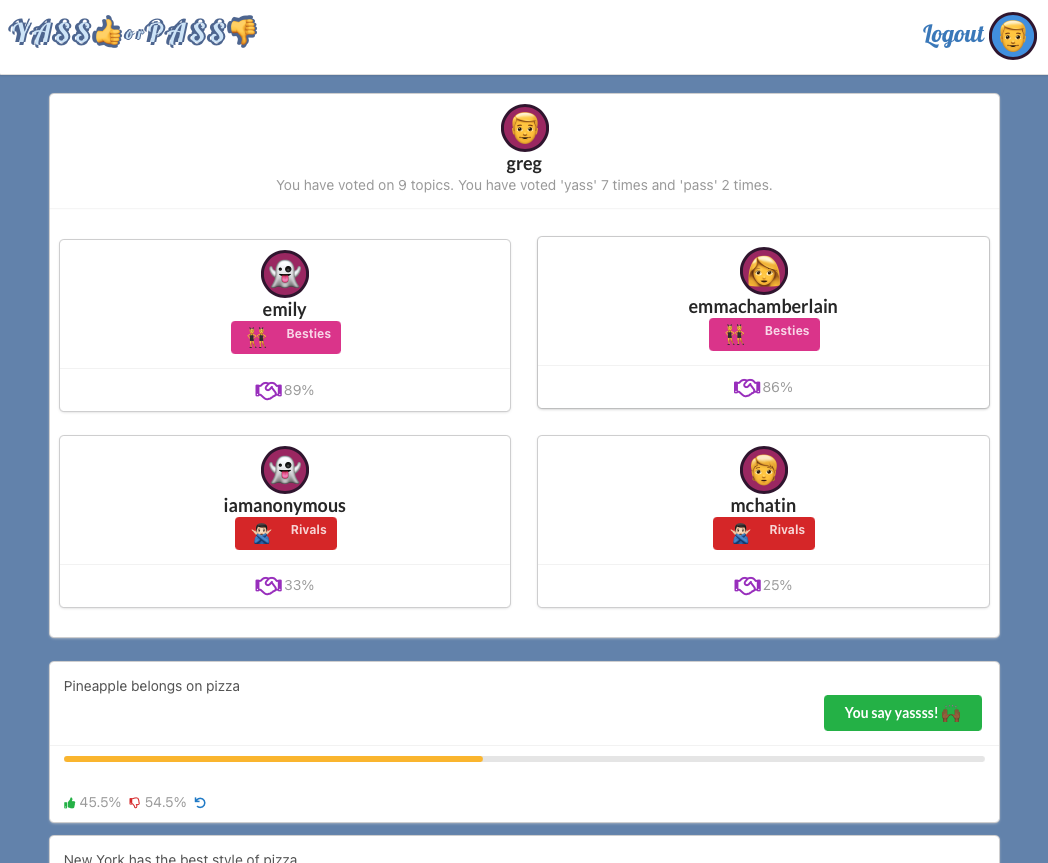 YASS👍orPASS👎
Logout
greg
You have voted on 9 topics. You have voted 'yass' 7 times and 'pass' 2 times.
emily
Besties
89%
emmachamberlain
Besties
86%
iamanonymous
Rivals
33%
mchatin
Rivals
25%
Pineapple belongs on pizza
You say yassss! 🙌🏿
45.5% 54.5%
New York has the best style of pizza